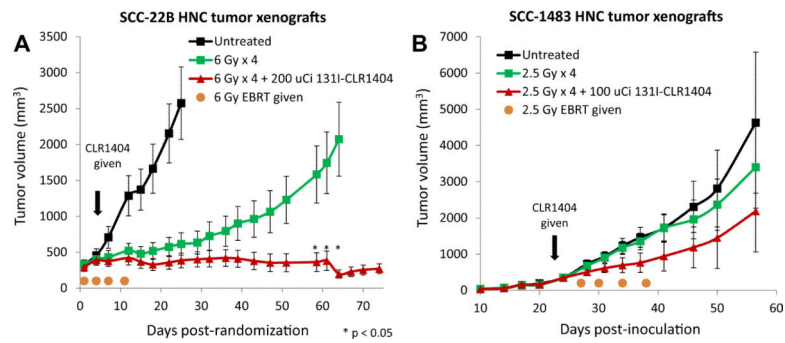 SCC-22B HNC tumor xenografts
A
Untreated
6 Gy x 4
6 Gy x 4 + 200 uCi 131I-CLR1404
6 Gy EBRT given
CLR1404
given
Tumor volume (mm³)
3500
3000
2500
2000
1500
1000
500
0
* * *
0 10 20 30 40 50 60 70
Days post-randomization
* p < 0.05
SCC-1483 HNC tumor xenografts
B
Untreated
2.5 Gy x 4
2.5 Gy x 4 + 100 uCi 131I-CLR1404
2.5 Gy EBRT given
CLR1404
given
Tumor volume (mm³)
7000
6000
5000
4000
3000
2000
1000
0
10 20 30 40 50 60
Days post-inoculation